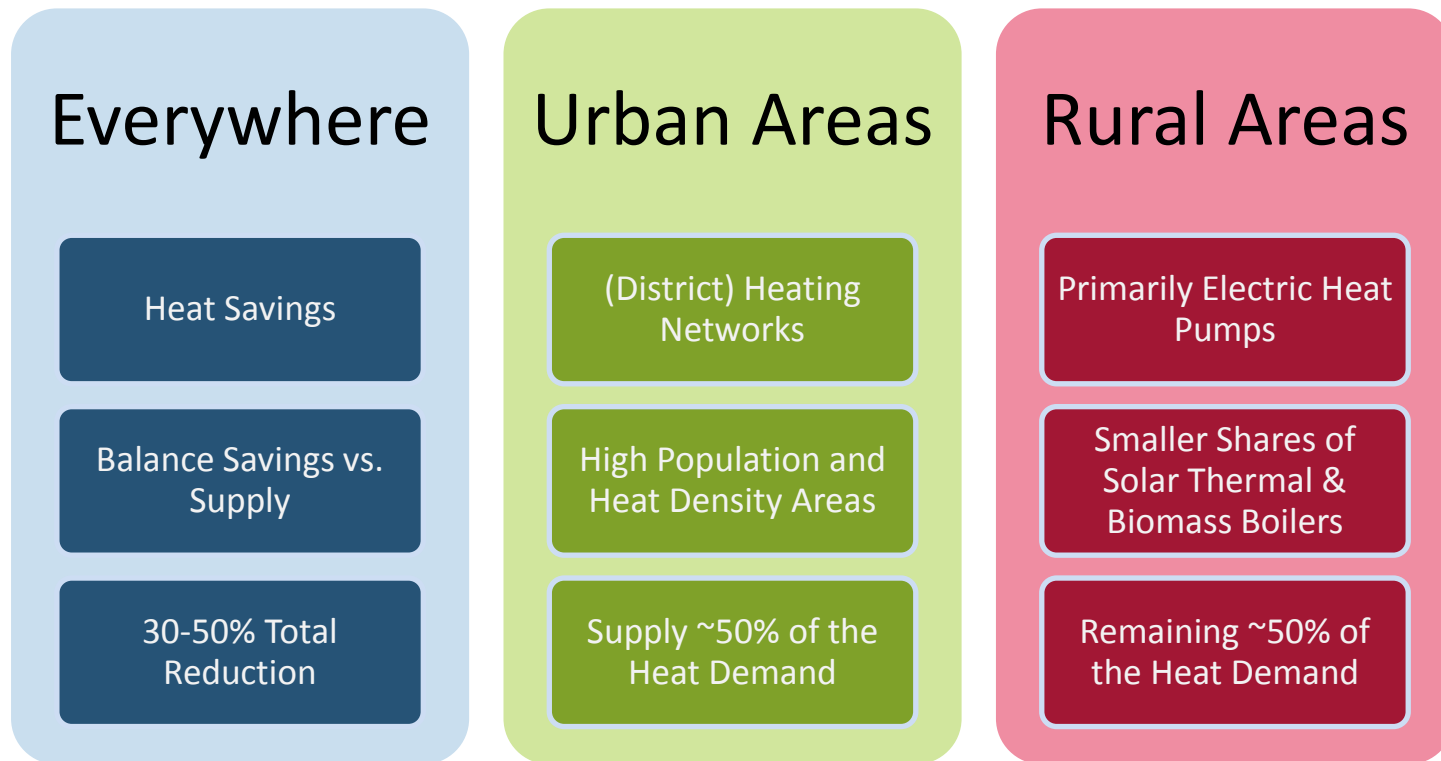 Everywhere
Heat Savings
Balance Savings vs.
Supply
30-50% Total
Reduction
Urban Areas
(District) Heating
Networks
High Population and
Heat Density Areas
Supply ~50% of the
Heat Demand
Rural Areas
Primarily Electric Heat
Pumps
Smaller Shares of
Solar Thermal &
Biomass Boilers
Remaining ~50% of
the Heat Demand